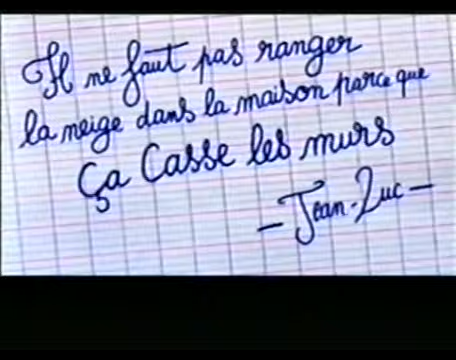 Il ne faut pas ranger
la neige dans la maison parce que
Ça Casse les murs
- Jean-Luc -